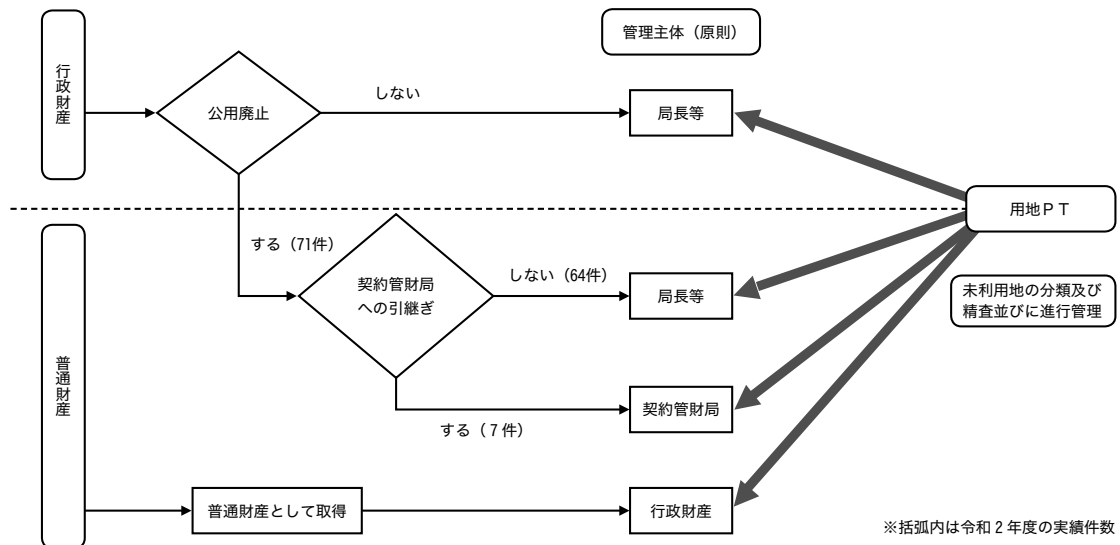 管理主体（原則）
行政財産
公用廃止
しない
局長等
用地ＰＴ
する（71件）
契約管財局
への引継ぎ
しない（64件）
局長等
未利用地の分類及び
精査並びに進行管理
普通財産
契約管財局
する（７件）
普通財産として取得
行政財産
※括弧内は令和２年度の実績件数